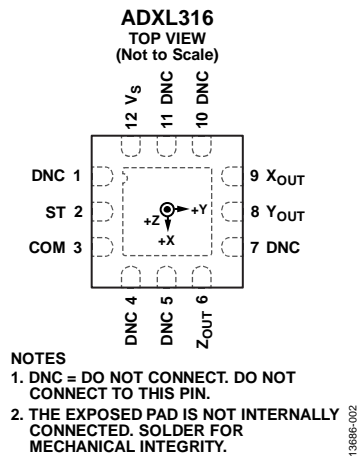 ADXL316
TOP VIEW
(Not to Scale)
12 VS
11 DNC
10 DNC
DNC 1
ST 2
COM 3
9 XOUT
8 YOUT
7 DNC
+Y
+Z
+X
DNC 4
DNC 5
ZOUT 6
NOTES
1. DNC = DO NOT CONNECT. DO NOT
CONNECT TO THIS PIN.
2. THE EXPOSED PAD IS NOT INTERNALLY
CONNECTED. SOLDER FOR
MECHANICAL INTEGRITY.
13686-002